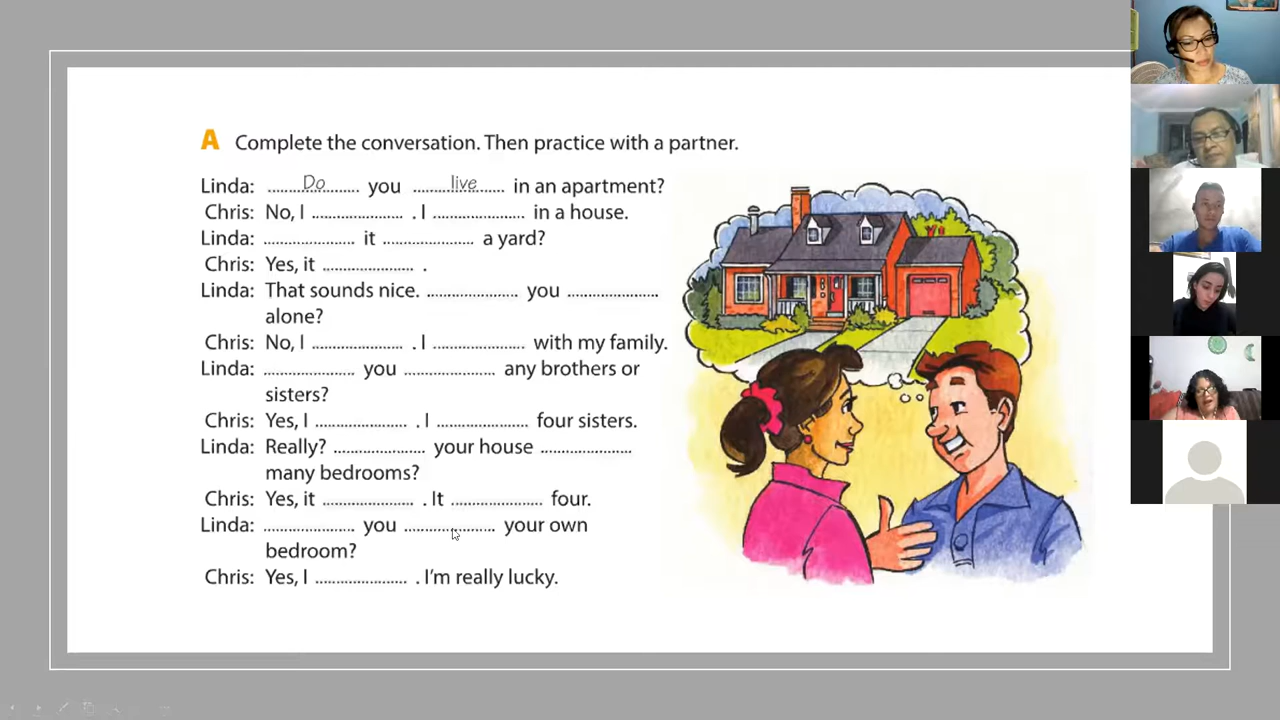 A Complete the conversation. Then practice with a partner.
Linda: ........Do........ you ........live........ in an apartment?
Chris: No, I ...................... . I ...................... in a house.
Linda: ...................... it ...................... a yard?
Chris: Yes, it ...................... .
Linda: That sounds nice. ...................... you ......................
alone?
Chris: No, I ...................... . I ...................... with my family.
Linda: ...................... you ...................... any brothers or
sisters?
Chris: Yes, I ...................... . I ...................... four sisters.
Linda: Really? ...................... your house ......................
many bedrooms?
Chris: Yes, it ...................... . It ...................... four.
Linda: ...................... you ...................... your own
bedroom?
Chris: Yes, I ...................... . I'm really lucky.